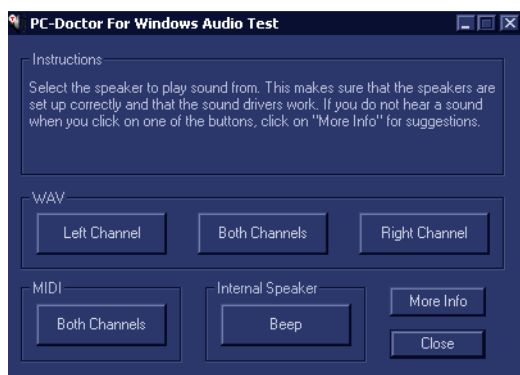 PC-Doctor For Windows Audio Test
Instructions
Select the speaker to play sound from. This makes sure that the speakers are
set up correctly and that the sound drivers work. If you do not hear a sound
when you click on one of the buttons, click on "More Info" for suggestions.
WAV
Left Channel
Both Channels
Right Channel
MIDI
Both Channels
Internal Speaker
Beep
More Info
Close